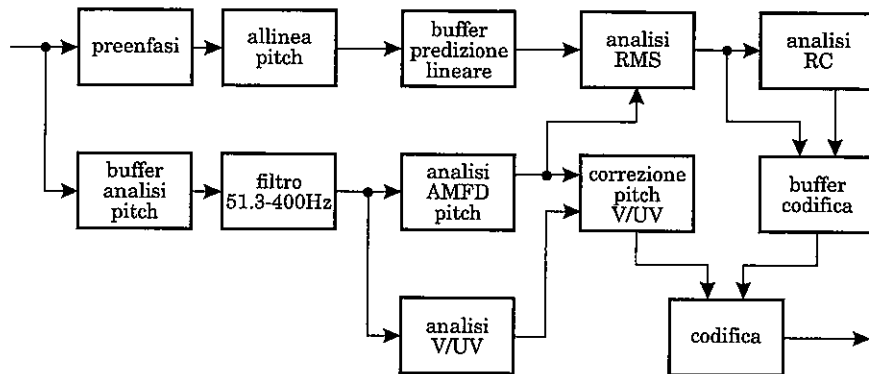 preenfasi
allinea
pitch
buffer
predizione
lineare
analisi
RMS
analisi
RC
buffer
analisi
pitch
filtro
51.3-400Hz
analisi
AMFD
pitch
correzione
pitch
V/UV
buffer
codifica
analisi
V/UV
codifica